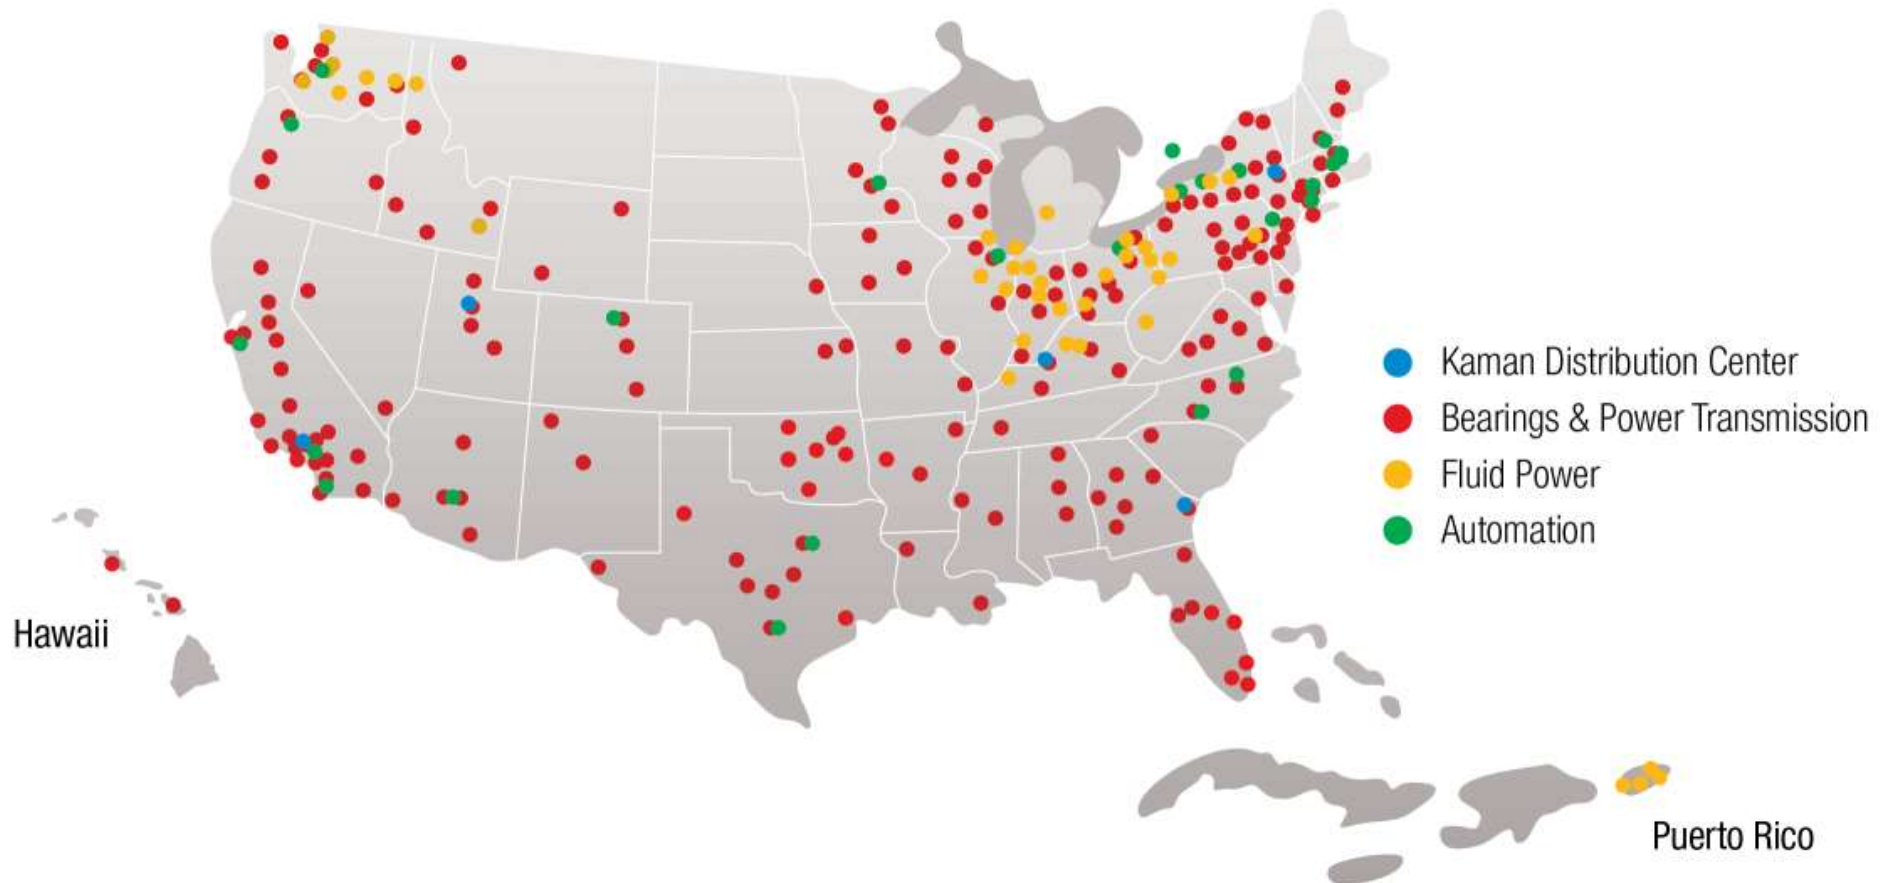 Kaman Distribution Center
Bearings & Power Transmission
Fluid Power
Automation
Hawaii
Puerto Rico